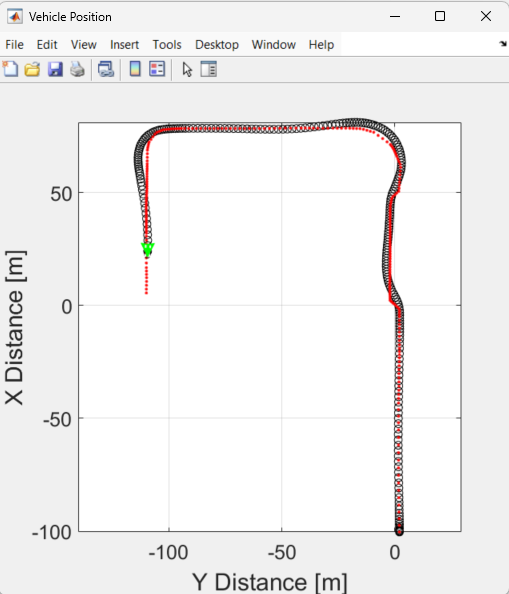 Vehicle Position
File Edit View Insert Tools Desktop Window Help
50
0
-50
-100
X Distance [m]
-100 -50 0
Y Distance [m]